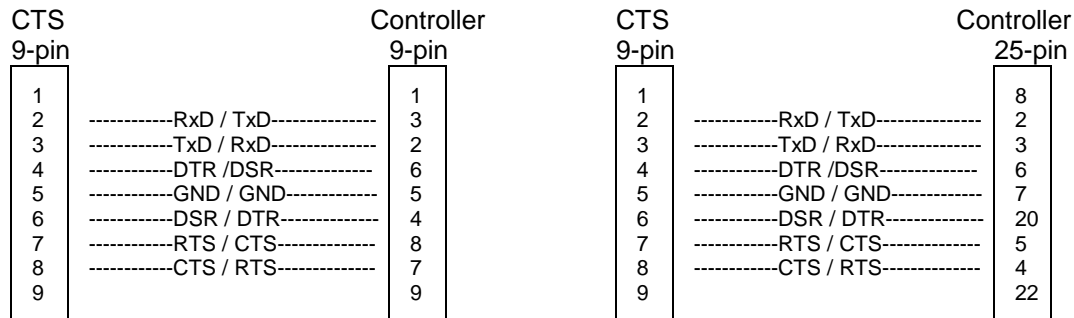 CTS Controller CTS Controller
9-pin 9-pin 9-pin 25-pin
1 1 1 8
2 -------------RxD / TxD---------------- 3 2 -------------RxD / TxD---------------- 2
3 -------------TxD / RxD---------------- 2 3 -------------TxD / RxD---------------- 3
4 -------------DTR /DSR--------------- 6 4 -------------DTR /DSR--------------- 6
5 -------------GND / GND-------------- 5 5 -------------GND / GND-------------- 7
6 -------------DSR / DTR--------------- 4 6 -------------DSR / DTR--------------- 20
7 -------------RTS / CTS--------------- 8 7 -------------RTS / CTS--------------- 5
8 -------------CTS / RTS--------------- 7 8 -------------CTS / RTS--------------- 4
9 9 9 22